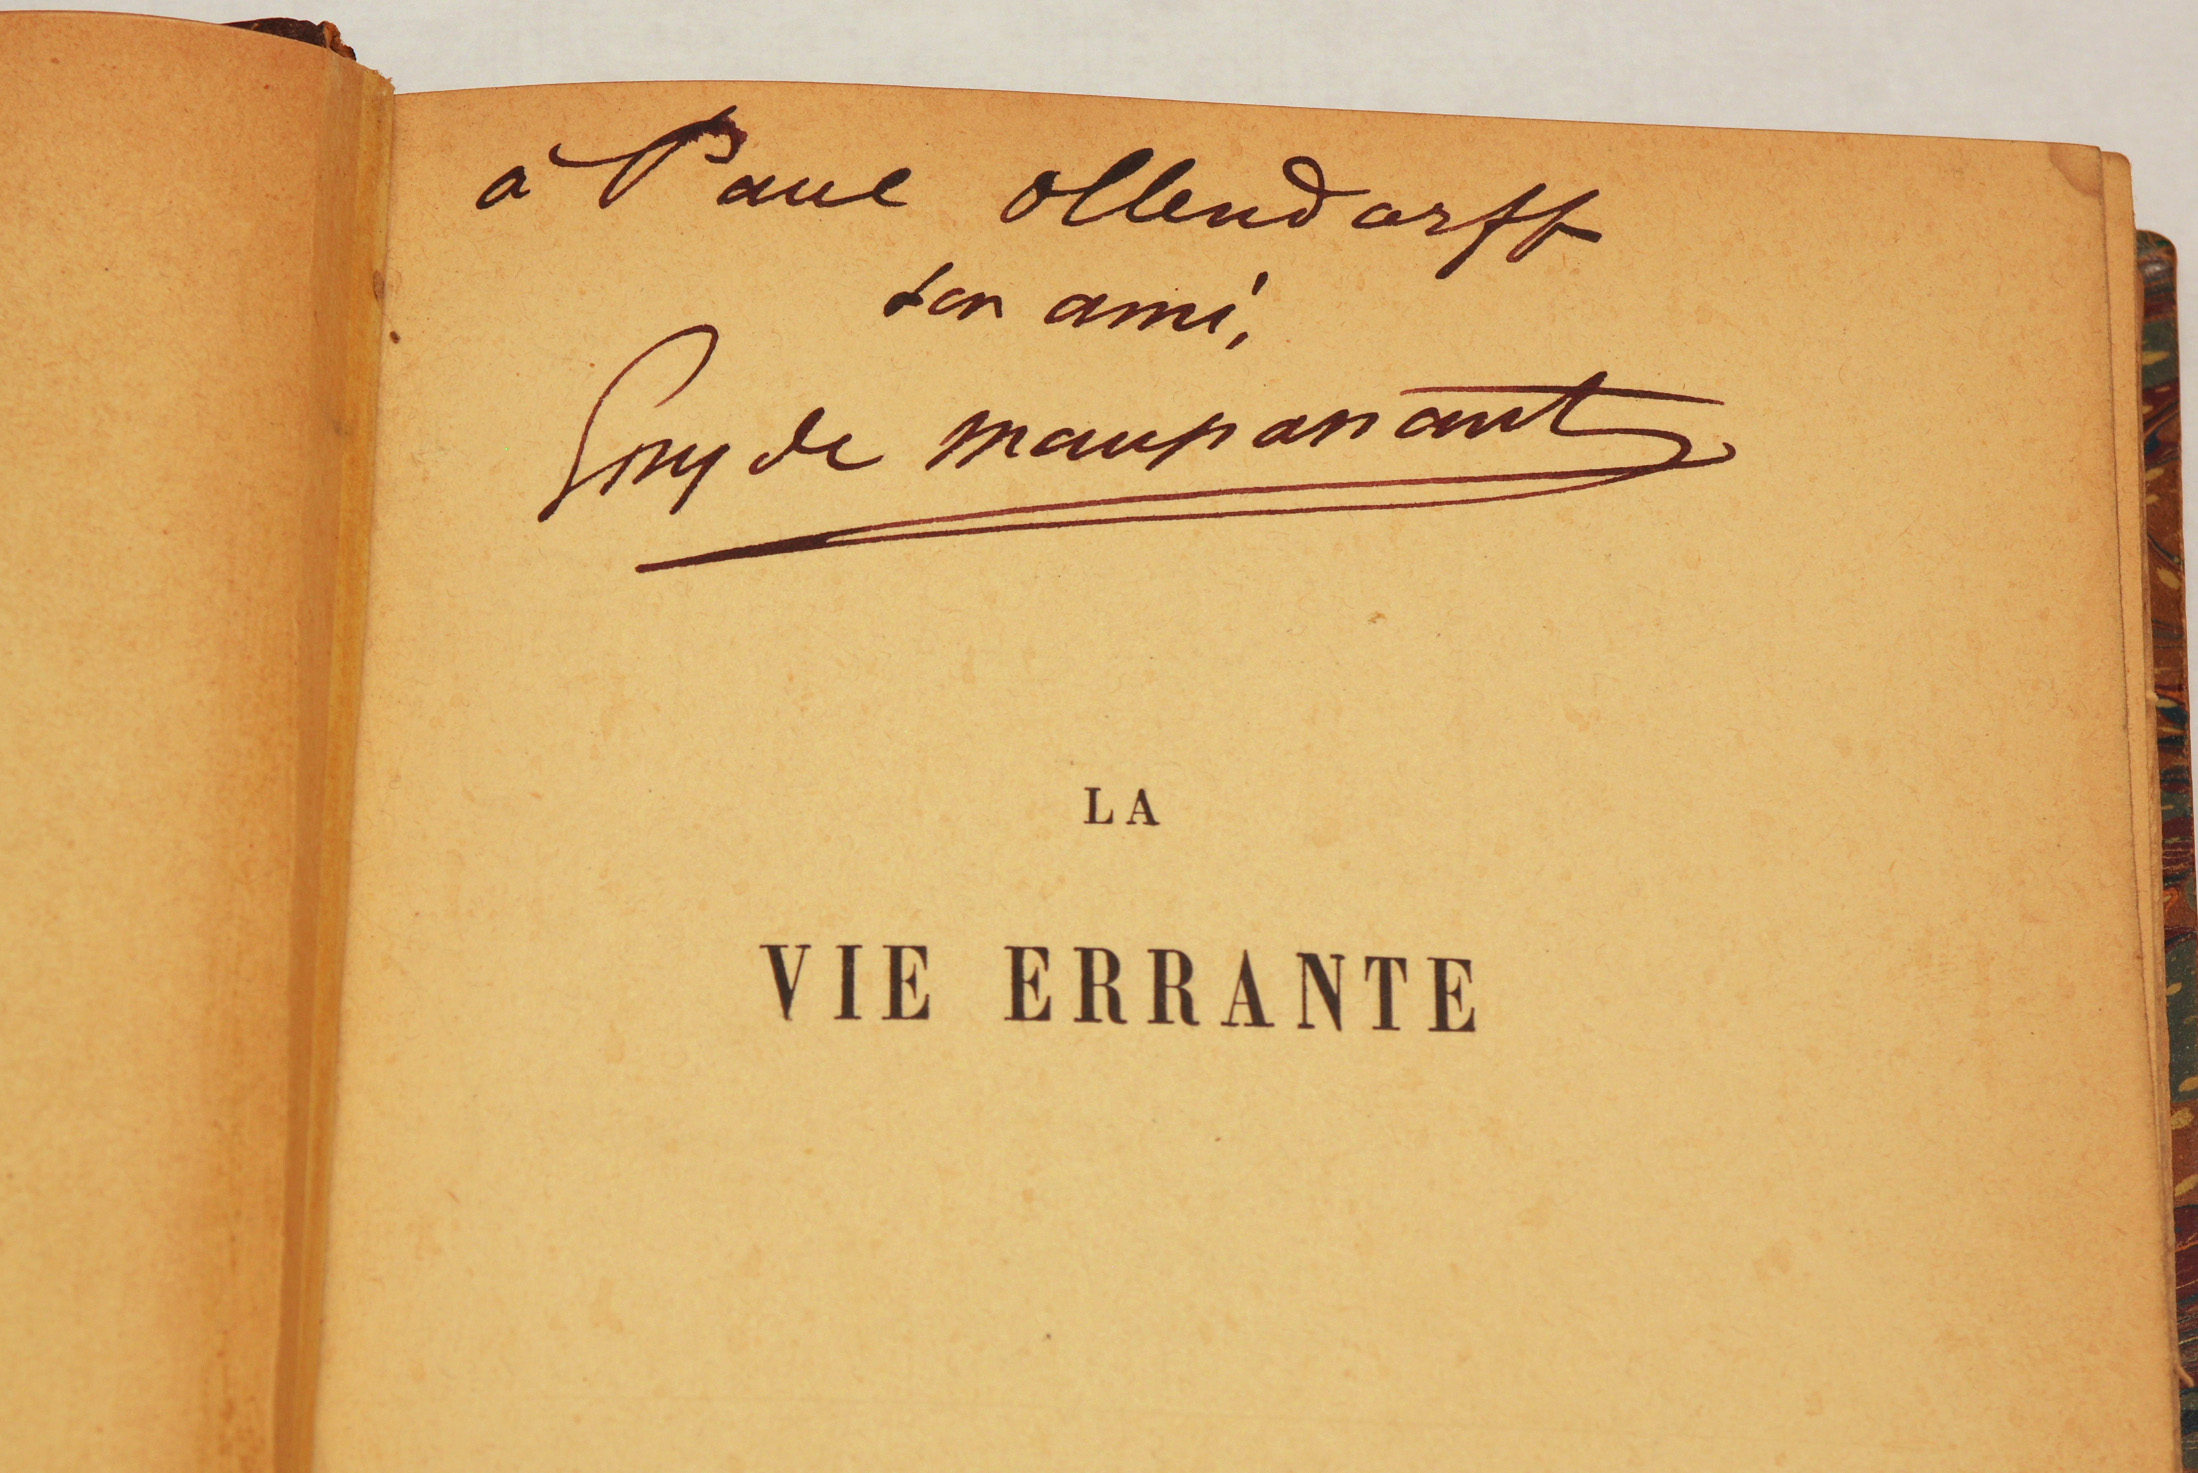 à Paul Ollendorff
son ami,
Guy de Maupassant
LA
VIE ERRANTE